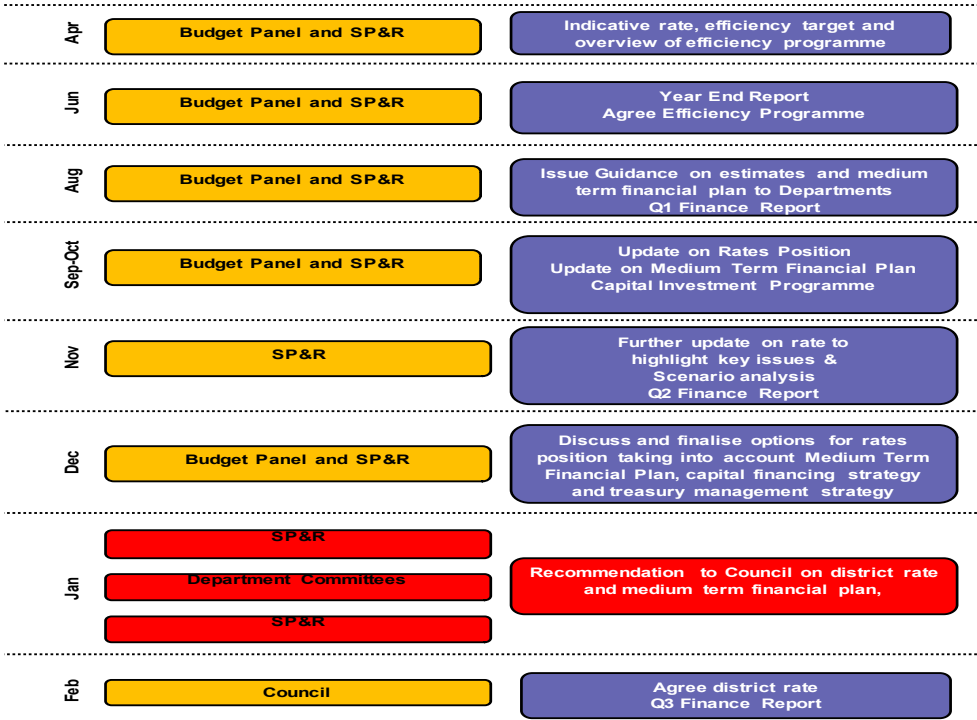 Apr
Budget Panel and SP&R
Indicative rate, efficiency target and
overview of efficiency programme
Jun
Budget Panel and SP&R
Year End Report
Agree Efficiency Programme
Aug
Budget Panel and SP&R
Issue Guidance on estimates and medium
term financial plan to Departments
Q1 Finance Report
Sep-Oct
Budget Panel and SP&R
Update on Rates Position
Update on Medium Term Financial Plan
Capital Investment Programme
Nov
SP&R
Further update on rate to
highlight key issues &
Scenario analysis
Q2 Finance Report
Dec
Budget Panel and SP&R
Discuss and finalise options for rates
position taking into account Medium Term
Financial Plan, capital financing strategy
and treasury management strategy
Jan
SP&R
Department Committees
SP&R
Recommendation to Council on district rate
and medium term financial plan,
Feb
Council
Agree district rate
Q3 Finance Report